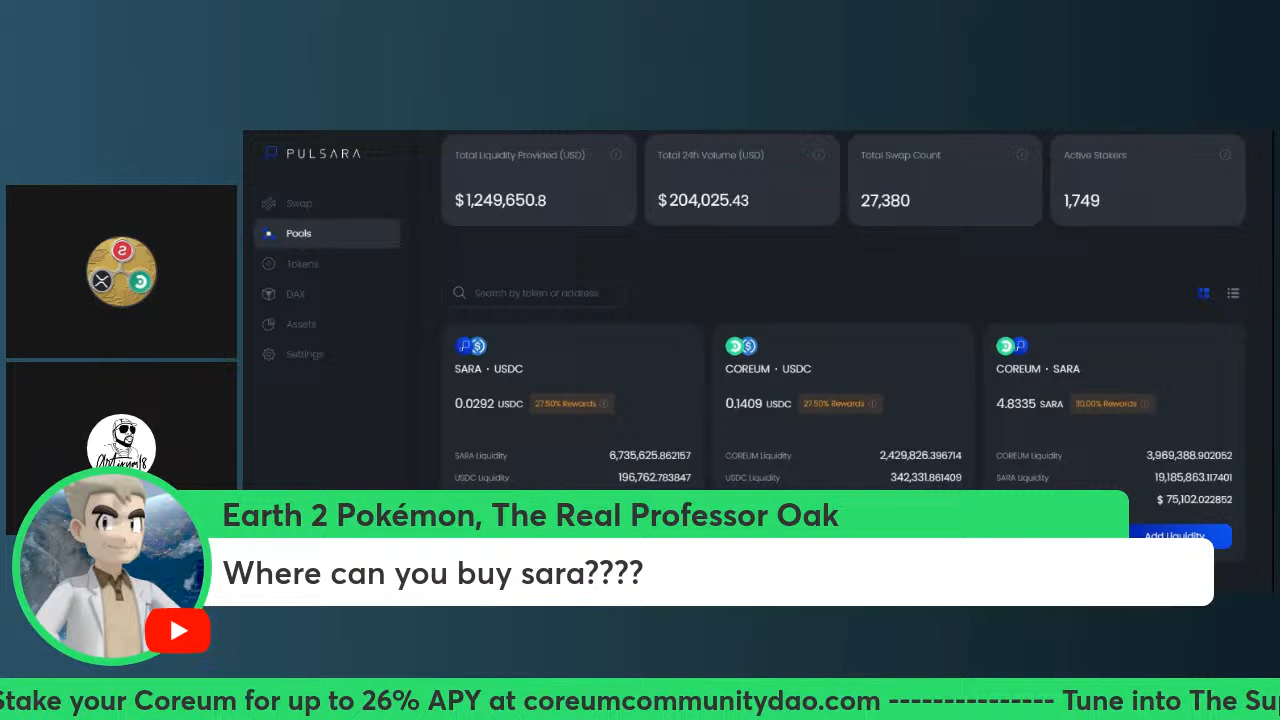 PULSARA
Swap
Pools
Tokens
DAX
Assets
Settings
Total Liquidity Provided (USD)
$1,249,650.8
Total 24h Volume (USD)
$204,025.43
Total Swap Count
27,380
Active Stakers
1,749
Search by token or address
SARA · USDC
0.0292 USDC 27.50% Rewards
SARA Liquidity 6,735,625.862157
USDC Liquidity 196,762.783847
COREUM · USDC
0.1409 USDC 27.50% Rewards
COREUM Liquidity 2,429,826.396714
USDC Liquidity 342,331.861409
COREUM · SARA
4.8335 SARA 30.00% Rewards
COREUM Liquidity 3,969,388.902052
SARA Liquidity 19,185,863.117401
$ 75,102.022852
Add Liquidity
Earth 2 Pokémon, The Real Professor Oak
Where can you buy sara????
Stake your Coreum for up to 26% APY at coreumcommunitydao.com --------------- Tune into The Su